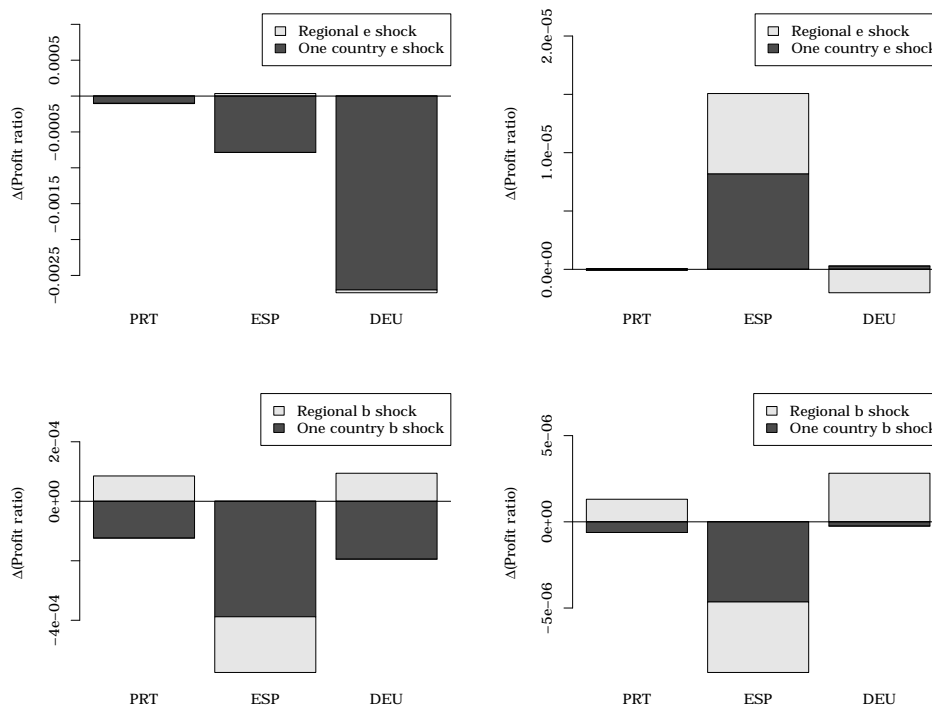 Regional e shock
One country e shock
Δ(Profit ratio)
0.0005
-0.0005
-0.0015
-0.0025
PRT ESP DEU
Regional e shock
One country e shock
Δ(Profit ratio)
2.0e-05
1.0e-05
0.0e+00
PRT ESP DEU
Regional b shock
One country b shock
Δ(Profit ratio)
2e-04
0e+00
-4e-04
PRT ESP DEU
Regional b shock
One country b shock
Δ(Profit ratio)
5e-06
0e+00
-5e-06
PRT ESP DEU